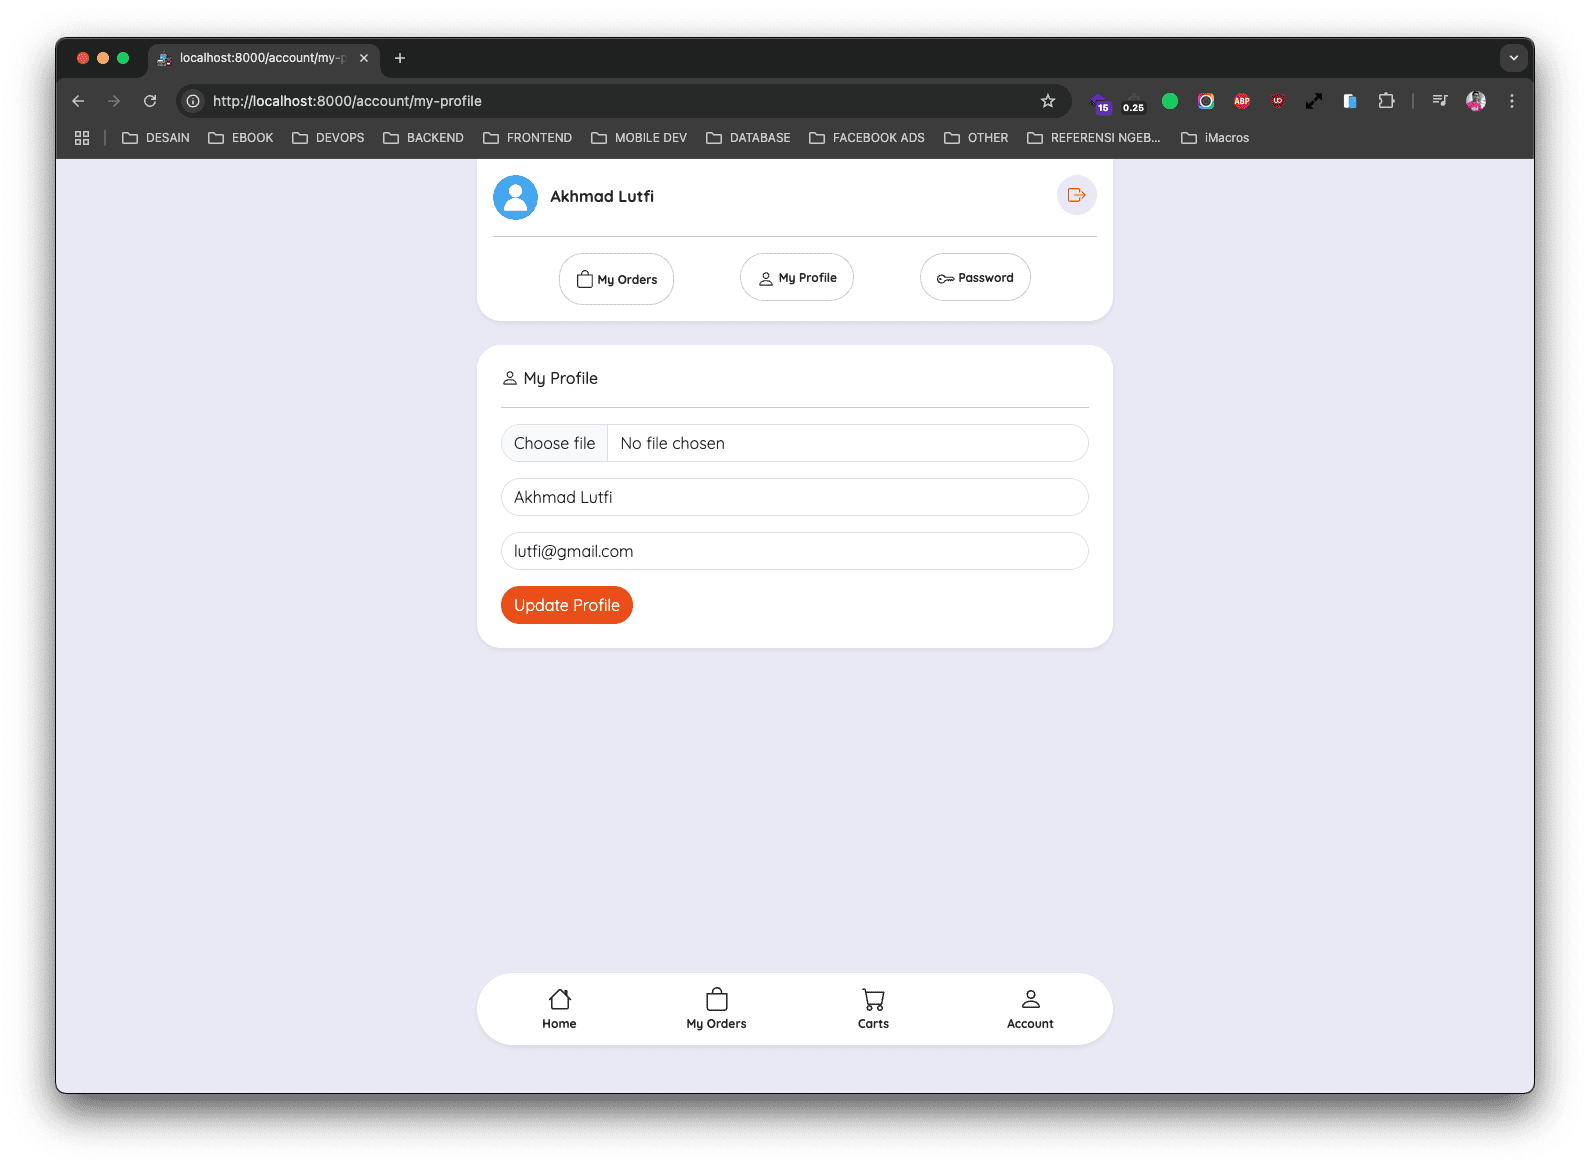 localhost:8000/account/my-p
http://localhost:8000/account/my-profile
15
0.25
ABP
UD
DESAIN
EBOOK
DEVOPS
BACKEND
FRONTEND
MOBILE DEV
DATABASE
FACEBOOK ADS
OTHER
REFERENSI NGEB...
iMacros
Akhmad Lutfi
My Orders
My Profile
Password
My Profile
Choose file No file chosen
Akhmad Lutfi
lutfi@gmail.com
Update Profile
Home
My Orders
Carts
Account